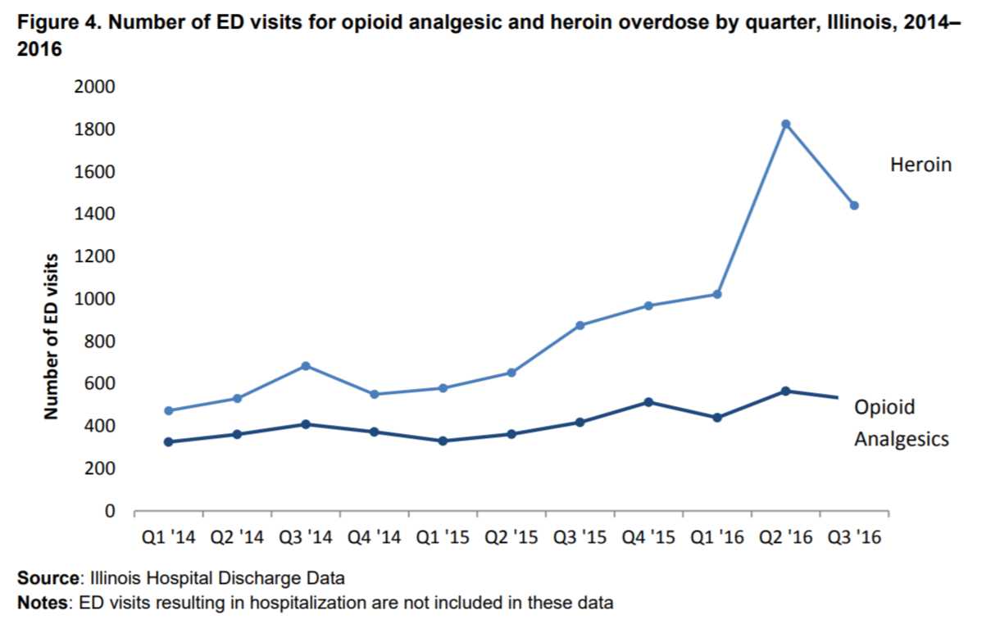 Figure 4. Number of ED visits for opioid analgesic and heroin overdose by quarter, Illinois, 2014–
2016
2000
1800
1600
1400
1200
1000
800
600
400
200
0
Number of ED visits
Heroin
Opioid
Analgesics
Q1 '14 Q2 '14 Q3 '14 Q4 '14 Q1 '15 Q2 '15 Q3 '15 Q4 '15 Q1 '16 Q2 '16 Q3 '16
Source: Illinois Hospital Discharge Data
Notes: ED visits resulting in hospitalization are not included in these data